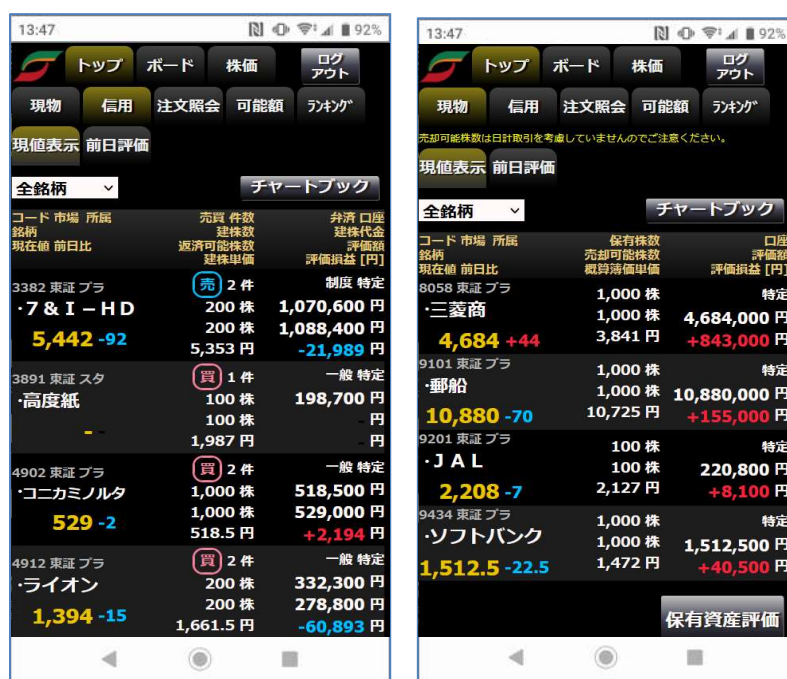 13:47
92%
トップ ボード 株価 ログアウト
現物 信用 注文照会 可能額 ランキング
現値表示 前日評価
全銘柄 チャートブック
コード 市場 所属 売買 件数 弁済 口座
銘柄 建株数 建株代金
現在値 前日比 返済可能株数 評価額
建株単価 評価損益 [円]
3382 東証 プラ 売 2 件 制度 特定
･７＆Ｉ－ＨＤ 200 株 1,070,600 円
5,442 -92 200 株 1,088,400 円
5,353 円 -21,989 円
3891 東証 スタ 買 1 件 一般 特定
･高度紙 100 株 198,700 円
- - 100 株 - 円
1,987 円 - 円
4902 東証 プラ 買 2 件 一般 特定
･コニカミノルタ 1,000 株 518,500 円
529 -2 1,000 株 529,000 円
518.5 円 +2,194 円
4912 東証 プラ 買 2 件 一般 特定
･ライオン 200 株 332,300 円
1,394 -15 200 株 278,800 円
1,661.5 円 -60,893 円
13:47
92%
トップ ボード 株価 ログアウト
現物 信用 注文照会 可能額 ランキング
売却可能株数は日計取引を考慮していませんのでご注意ください。
現値表示 前日評価
全銘柄 チャートブック
コード 市場 所属 保有株数 口座
銘柄 売却可能株数 評価額
現在値 前日比 概算簿価単価 評価損益 [円]
8058 東証 プラ 1,000 株 特定
･三菱商 1,000 株 4,684,000 円
4,684 +44 3,841 円 +843,000 円
9101 東証 プラ 1,000 株 特定
･郵船 1,000 株 10,880,000 円
10,880 -70 10,725 円 +155,000 円
9201 東証 プラ 100 株 特定
･ＪＡＬ 100 株 220,800 円
2,208 -7 2,127 円 +8,100 円
9434 東証 プラ 1,000 株 特定
･ソフトバンク 1,000 株 1,512,500 円
1,512.5 -22.5 1,472 円 +40,500 円
保有資産評価